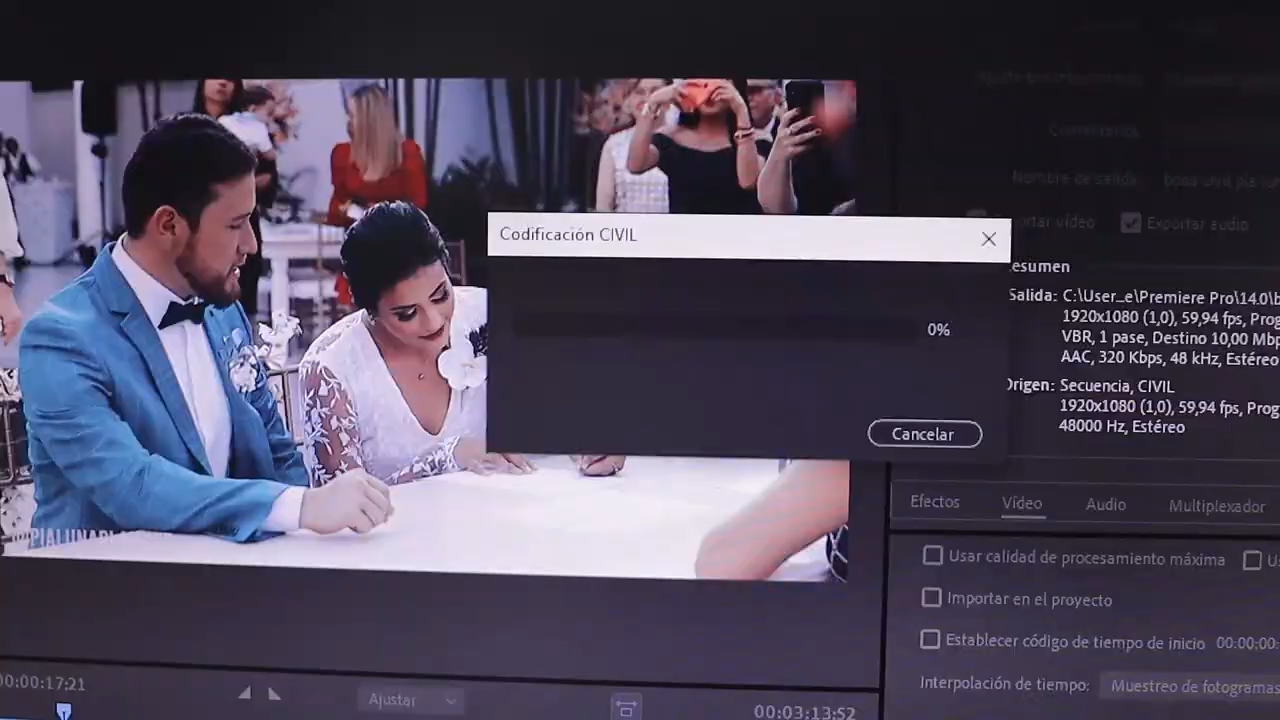 Codificación CIVIL
0%
Cancelar
Nombre de salida:
Exportar audio
Salida: C:\User_e\Premiere Pro\14.0\b
1920x1080 (1,0), 59,94 fps, Prog
VBR, 1 pase, Destino 10,00 Mbp
AAC, 320 Kbps, 48 kHz, Estéreo
Secuencia, CIVIL
1920x1080 (1,0), 59,94 fps, Prog
48000 Hz, Estéreo
Efectos Vídeo Audio Multiplexador
Usar calidad de procesamiento máxima
Importar en el proyecto
Establecer código de tiempo de inicio 00:00:00:
Interpolación de tiempo: Muestreo de fotogramas
00:00:17:21
Ajustar
00:03:13:52